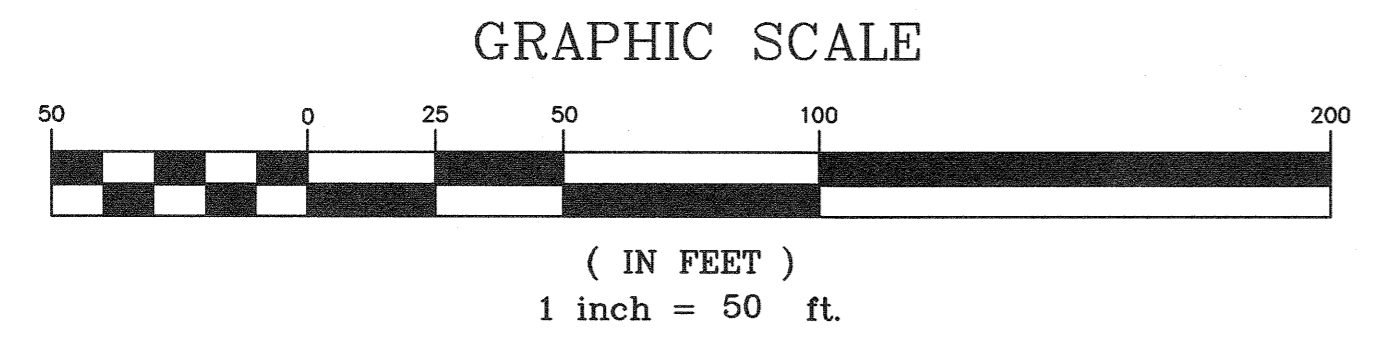 GRAPHIC SCALE
50 0 25 50 100 200
( IN FEET )
1 inch = 50 ft.